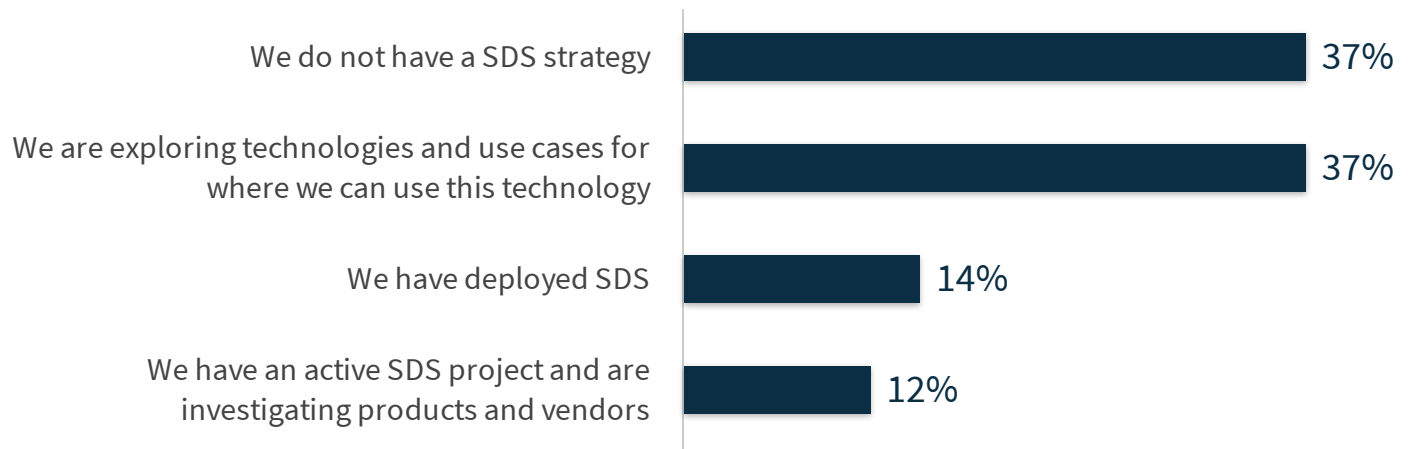 We do not have a SDS strategy
37%
We are exploring technologies and use cases for
where we can use this technology
37%
We have deployed SDS
14%
We have an active SDS project and are
investigating products and vendors
12%